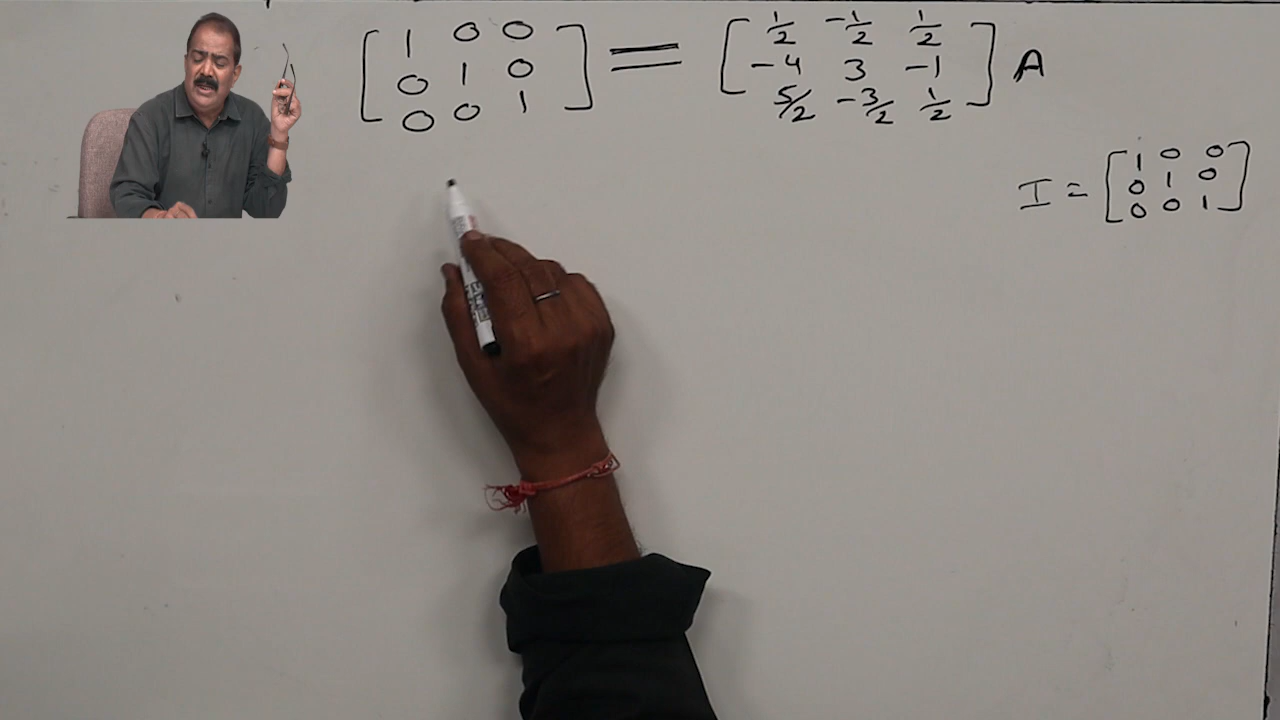 [1 0 0  = [1/2 -1/2 1/2
0 1 0  -4 3 -1 ] A
0 0 1]  5/2 -3/2 1/2
I = [1 0 0
0 1 0
0 0 1]